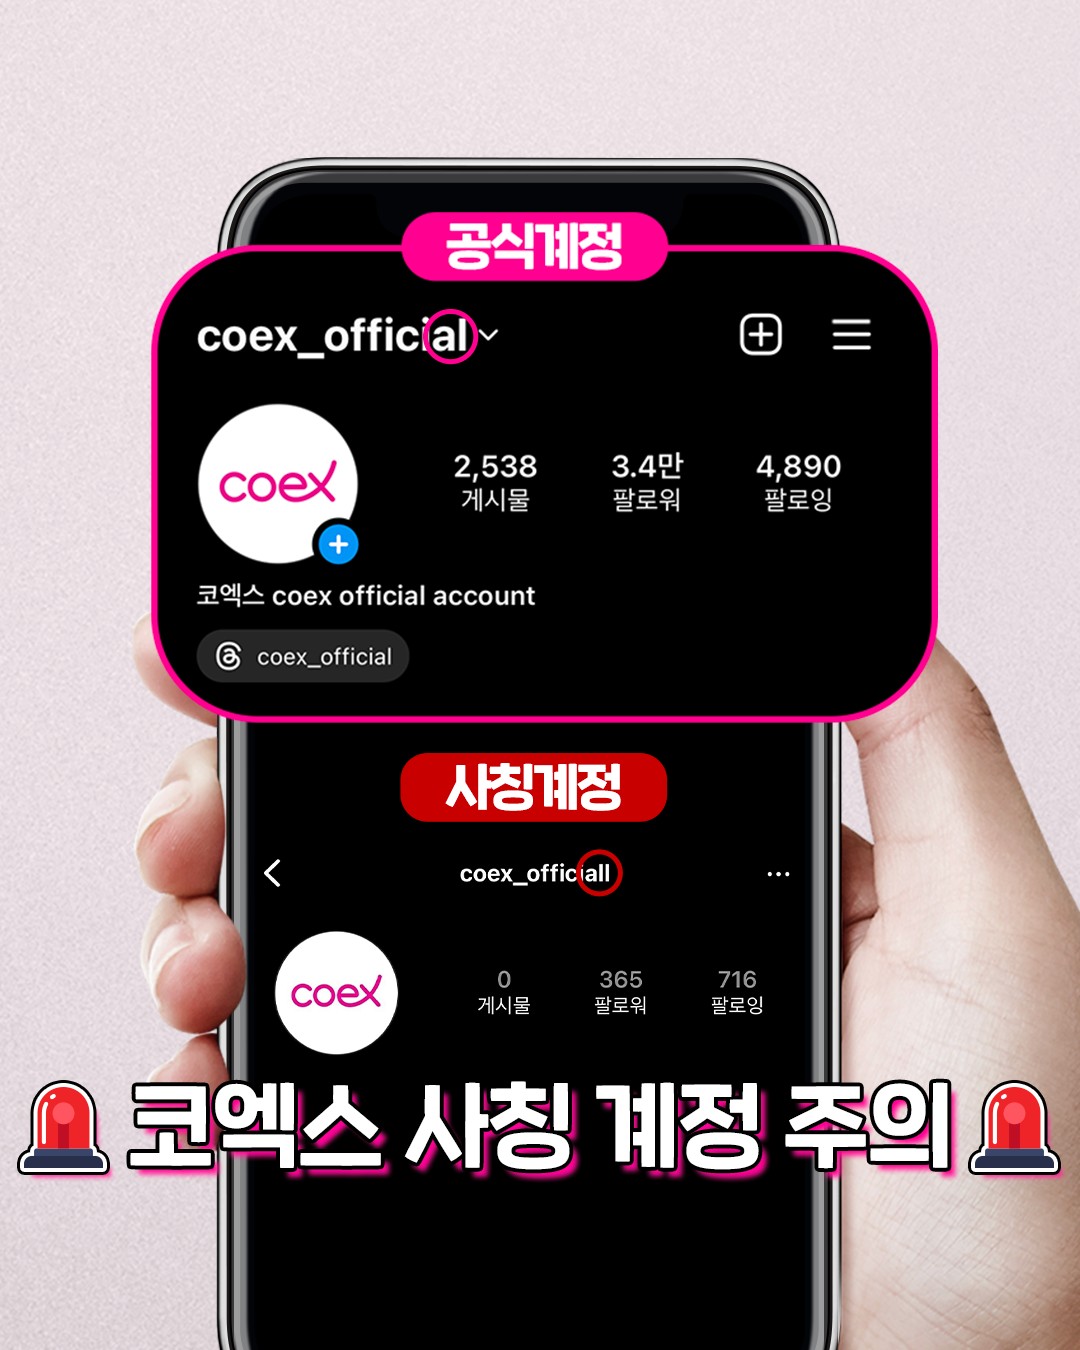 공식계정
coex_official
coex
2,538 3.4만 4,890
게시물 팔로워 팔로잉
코엑스 coex official account
coex_official
사칭계정
coex_officiall
coex
0 365 716
게시물 팔로워 팔로잉
코엑스 사칭 계정 주의